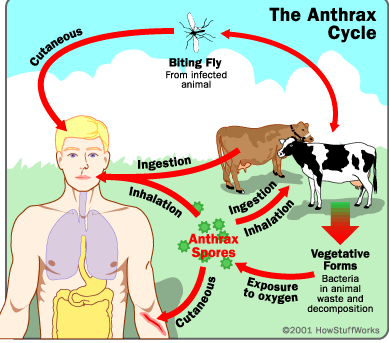 The Anthrax
Cycle
Cutaneous
Biting Fly
From infected
animal
Ingestion
Inhalation
Ingestion
Inhalation
Anthrax
Spores
Vegetative
Forms
Bacteria
in animal
waste and
decomposition
Exposure
to oxygen
Cutaneous
©2001 HowStuffWorks